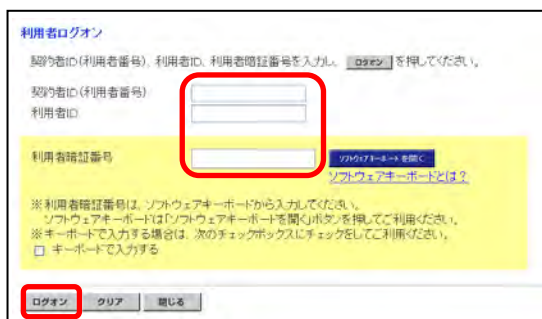 利用者ログオン
契約者ID(利用者番号)、利用者ID、利用者暗証番号を入力し、 ログオン を押してください。
契約者ID(利用者番号)
利用者ID
利用者暗証番号
ソフトウェアキーボードを開く
ソフトウェアキーボードとは？
※利用者暗証番号は、ソフトウェアキーボードから入力してください。
ソフトウェアキーボードは「ソフトウェアキーボードを開く」ボタンを押してご利用ください。
※キーボードで入力する場合は、次のチェックボックスにチェックをしてご利用ください。
キーボードで入力する
ログオン クリア 閉じる